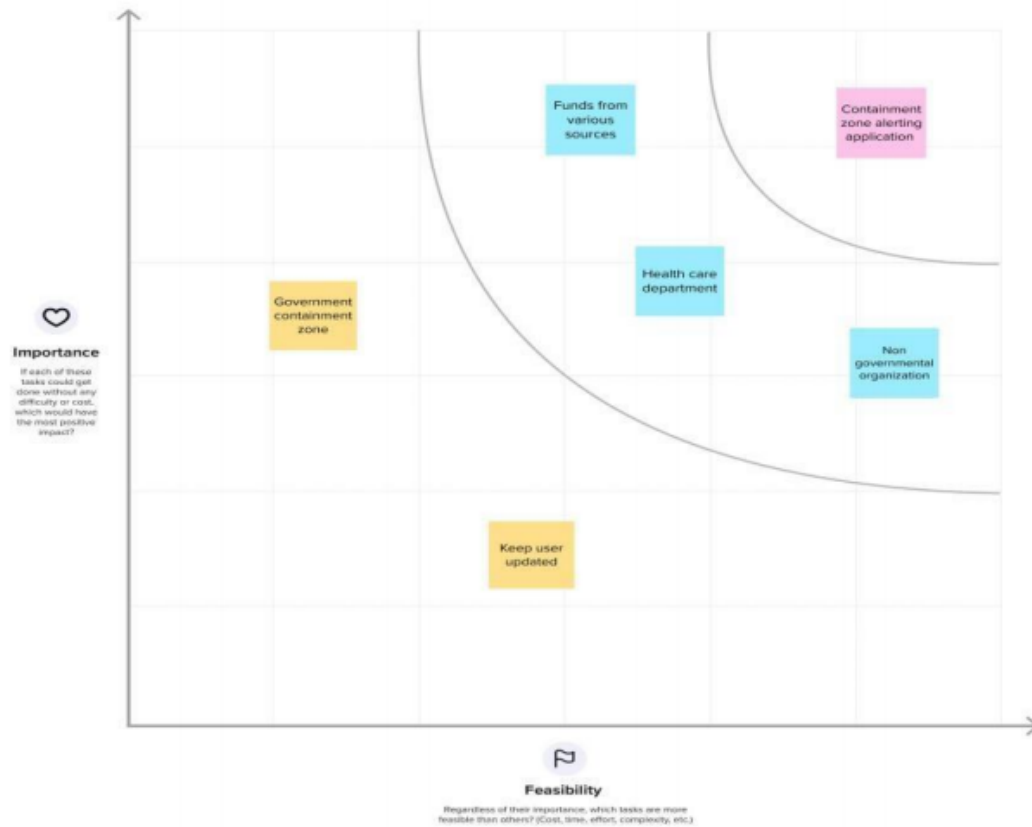 Funds from
various
sources
Containment
zone alerting
application
Health care
department
Government
containment
zone
Non
governmental
organization
Importance
If each of these
tasks could get
done without any
difficulty or cost,
which would have
the most positive
impact?
Keep user
updated
Feasibility
Regardless of their importance, which tasks are more
feasible than others? (Cost, time, effort, complexity, etc.)